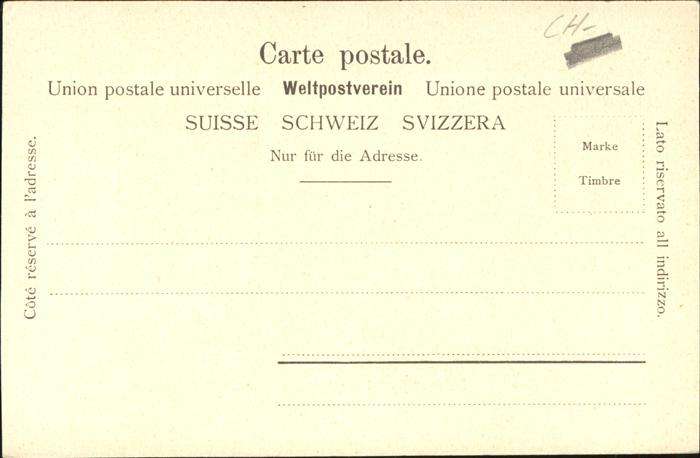 CH-
Carte postale.
Union postale universelle Weltpostverein Unione postale universale
SUISSE SCHWEIZ SVIZZERA
Nur für die Adresse.
Marke
Timbre
Côté réservé à l'adresse.
Lato riservato all indirizzo.